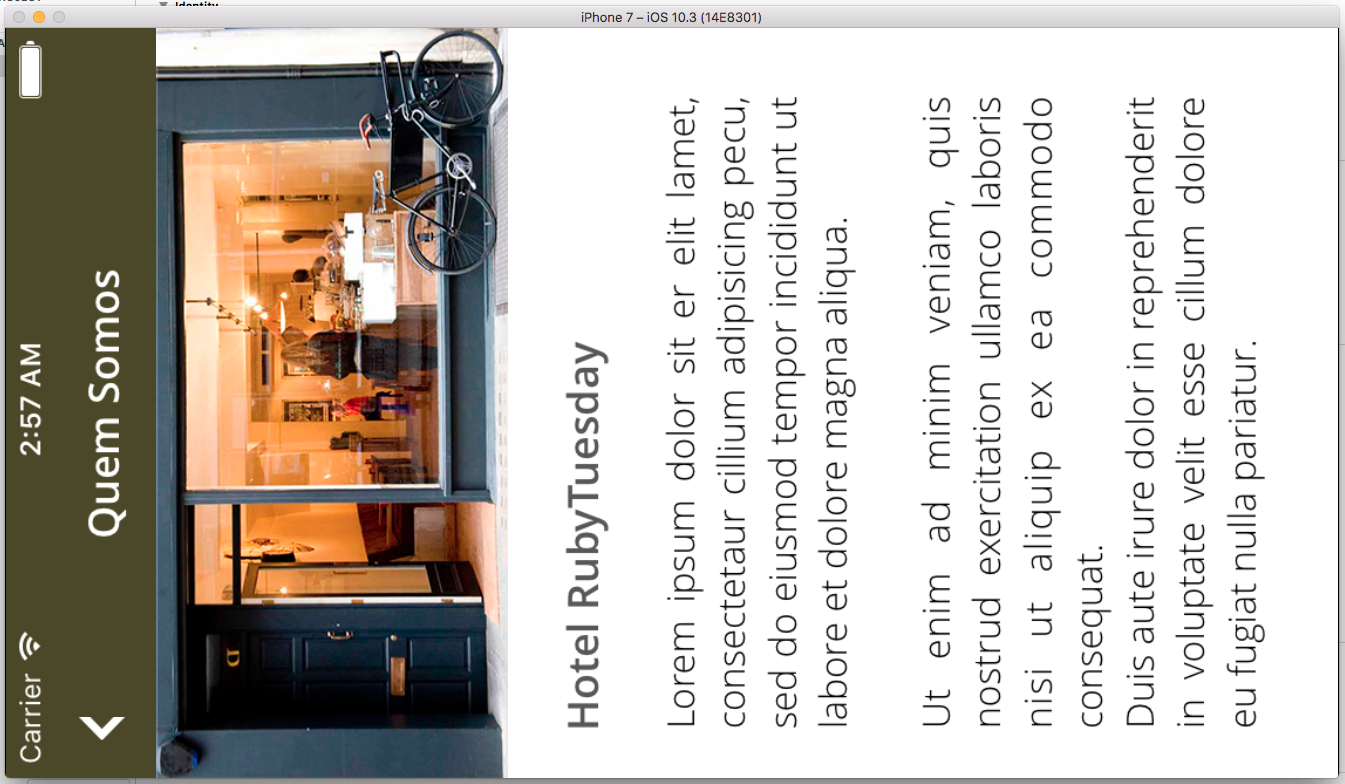 Identity
iPhone 7 – iOS 10.3 (14E8301)
Carrier
2:57 AM
Quem Somos
D
Hotel RubyTuesday
Lorem ipsum dolor sit er elit lamet,
consectetaur cillium adipisicing pecu,
sed do eiusmod tempor incididunt ut
labore et dolore magna aliqua.
Ut enim ad minim veniam, quis
nostrud exercitation ullamco laboris
nisi ut aliquip ex ea commodo
consequat.
Duis aute irure dolor in reprehenderit
in voluptate velit esse cillum dolore
eu fugiat nulla pariatur.